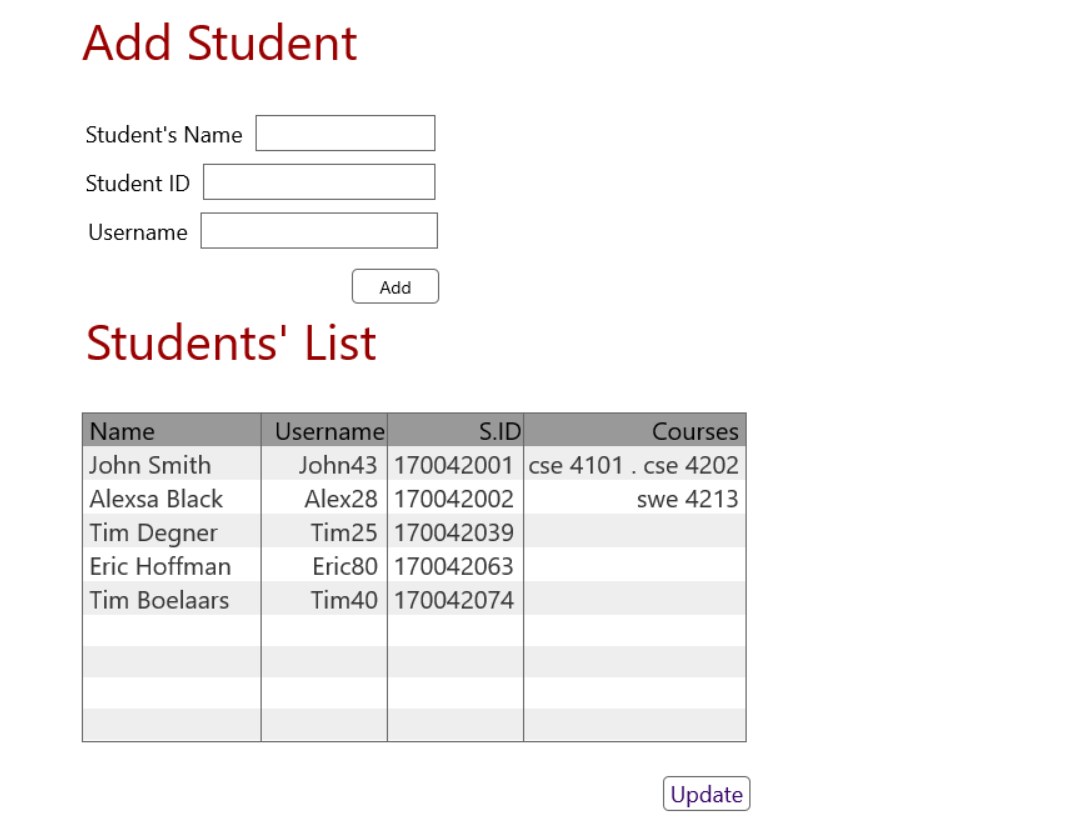 Add Student
Student's Name
Student ID
Username
Add
Students' List
Name Username S.ID Courses
John Smith John43 170042001 cse 4101 . cse 4202
Alexsa Black Alex28 170042002 swe 4213
Tim Degner Tim25 170042039
Eric Hoffman Eric80 170042063
Tim Boelaars Tim40 170042074
Update